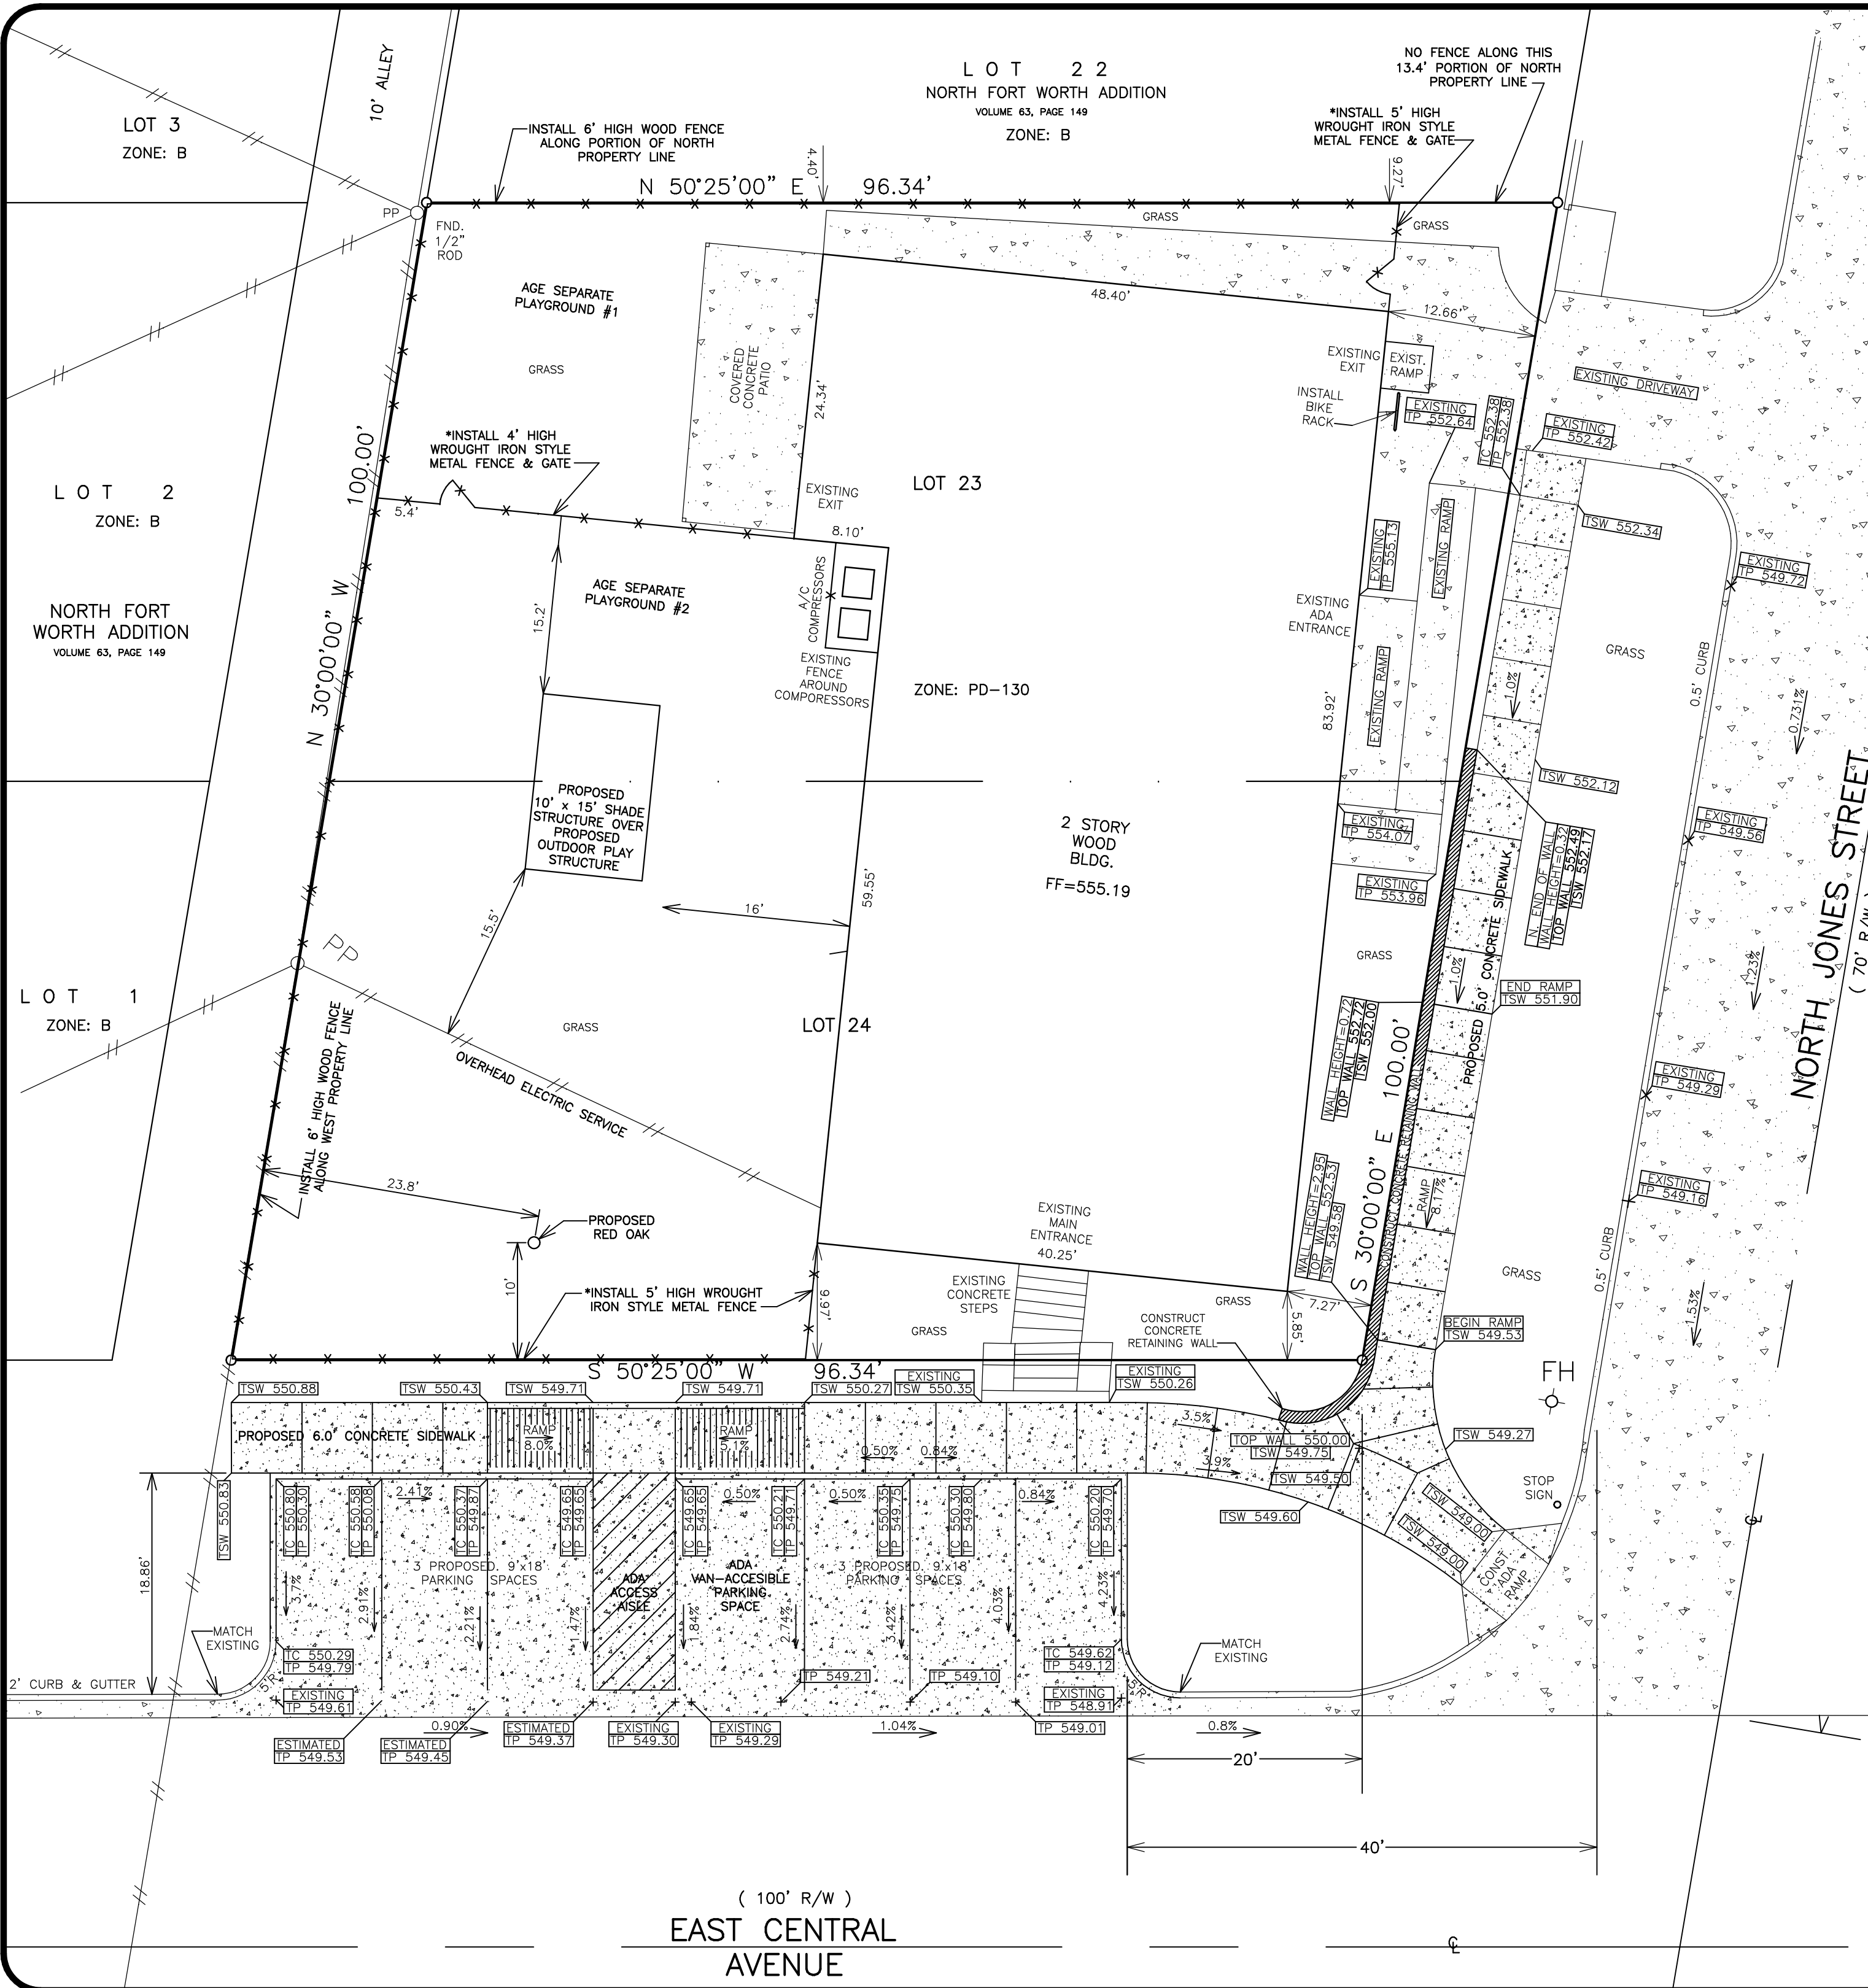 10' ALLEY
LOT 3
ZONE: B
LOT 22
NORTH FORT WORTH ADDITION
VOLUME 63, PAGE 149
ZONE: B
NO FENCE ALONG THIS
13.4' PORTION OF NORTH
PROPERTY LINE
INSTALL 6' HIGH WOOD FENCE
ALONG PORTION OF NORTH
PROPERTY LINE
*INSTALL 5' HIGH
WROUGHT IRON STYLE
METAL FENCE & GATE
4.40'
9.27'
N 50°25'00" E 96.34'
PP
FND.
1/2"
ROD
GRASS
GRASS
AGE SEPARATE
PLAYGROUND #1
GRASS
COVERED
CONCRETE
PATIO
24.34'
48.40'
12.66'
EXISTING
EXIT
EXIST.
RAMP
INSTALL
BIKE
RACK
EXISTING
TP 552.64
TC 552.38
TP 552.38
EXISTING DRIVEWAY
EXISTING
TP 552.42
100.00'
*INSTALL 4' HIGH
WROUGHT IRON STYLE
METAL FENCE & GATE
5.4'
LOT 2
ZONE: B
EXISTING
EXIT
LOT 23
8.10'
TSW 552.34
EXISTING
TP 555.13
EXISTING RAMP
EXISTING
TP 549.72
NORTH FORT
WORTH ADDITION
VOLUME 63, PAGE 149
N 30°00'00" W
15.2'
AGE SEPARATE
PLAYGROUND #2
A/C
COMPRESSORS
EXISTING
FENCE
AROUND
COMPORESSORS
ZONE: PD-130
EXISTING
ADA
ENTRANCE
83.92'
EXISTING RAMP
1.0%
GRASS
0.5' CURB
0.731%
TSW 552.12
PROPOSED
10' x 15' SHADE
STRUCTURE OVER
PROPOSED
OUTDOOR PLAY
STRUCTURE
2 STORY
WOOD
BLDG.
FF=555.19
EXISTING
TP 554.07
EXISTING
TP 553.96
N. END OF WALL
WALL HEIGHT=0.32
TOP WALL 552.49
TSW 552.17
EXISTING
TP 549.56
NORTH JONES STREET
( 70' R/W )
15.5'
16'
59.55'
PP
GRASS
1.0%
PROPOSED 5.0' CONCRETE SIDEWALK
1.23%
END RAMP
TSW 551.90
LOT 1
ZONE: B
GRASS
LOT 24
WALL HEIGHT=0.72
TOP WALL 552.72
TSW 552.00
S 30°00'00" E 100.00'
CONSTRUCT CONCRETE RETAINING WALL
EXISTING
TP 549.29
OVERHEAD ELECTRIC SERVICE
INSTALL 6' HIGH WOOD FENCE
ALONG WEST PROPERTY LINE
23.8'
PROPOSED
RED OAK
10'
EXISTING
MAIN
ENTRANCE
40.25'
WALL HEIGHT=2.95
TOP WALL 552.53
TSW 549.58
RAMP
8.17%
EXISTING
TP 549.16
0.5' CURB
GRASS
1.53%
*INSTALL 5' HIGH WROUGHT
IRON STYLE METAL FENCE
9.97'
EXISTING
CONCRETE
STEPS
GRASS
GRASS
CONSTRUCT
CONCRETE
RETAINING WALL
7.27'
5.85'
BEGIN RAMP
TSW 549.53
S 50°25'00" W 96.34'
TSW 550.88
TSW 550.43
TSW 549.71
TSW 549.71
TSW 550.27
EXISTING
TSW 550.35
EXISTING
TSW 550.26
FH
PROPOSED 6.0' CONCRETE SIDEWALK
RAMP
8.0%
RAMP
5.1%
0.50%
0.84%
3.5%
3.9%
TOP WALL 550.00
TSW 549.75
TSW 549.50
TSW 549.27
TSW 549.60
TSW 549.00
TSW 549.00
STOP
SIGN
CONST.
ADA
RAMP
18.86'
TSW 550.83
TC 550.80
TP 550.30
TC 550.58
TP 550.08
2.41%
TC 550.37
TP 549.87
TC 549.65
TP 549.65
TC 549.65
TP 549.65
0.50%
TC 550.21
TP 549.71
0.50%
TC 550.35
TP 549.75
TC 550.30
TP 549.80
0.84%
TC 550.20
TP 549.70
3 PROPOSED 9'x18'
PARKING SPACES
ADA
ACCESS
AISLE
ADA
VAN-ACCESIBLE
PARKING
SPACE
3 PROPOSED 9'x18'
PARKING SPACES
3.7%
2.91%
2.21%
1.47%
1.84%
2.74%
3.42%
4.03%
4.23%
MATCH
EXISTING
TC 550.29
TP 549.79
TC 549.62
TP 549.12
MATCH
EXISTING
2' CURB & GUTTER
5'R
EXISTING
TP 549.61
TP 549.21
TP 549.10
EXISTING
TP 548.91
5'R
ESTIMATED
TP 549.53
ESTIMATED
TP 549.45
0.90%
ESTIMATED
TP 549.37
EXISTING
TP 549.30
EXISTING
TP 549.29
1.04%
TP 549.01
0.8%
20'
40'
( 100' R/W )
EAST CENTRAL
AVENUE